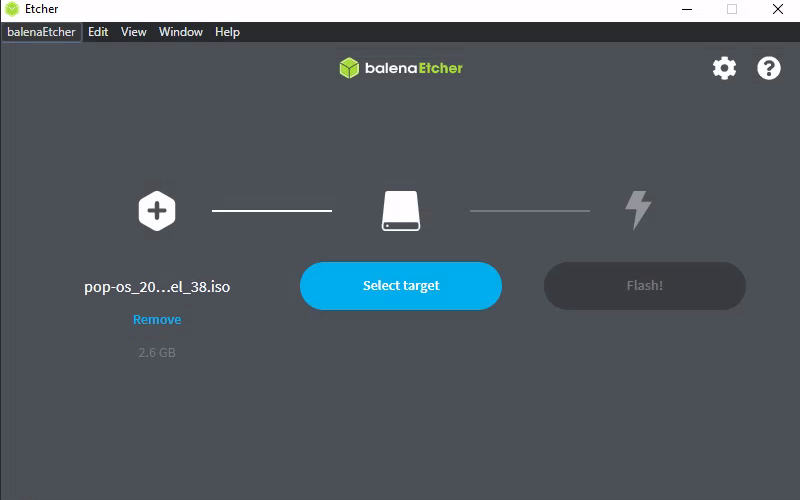 Etcher
balenaEtcher Edit View Window Help
balenaEtcher
pop-os_20...el_38.iso
Select target
Flash!
Remove
2.6 GB